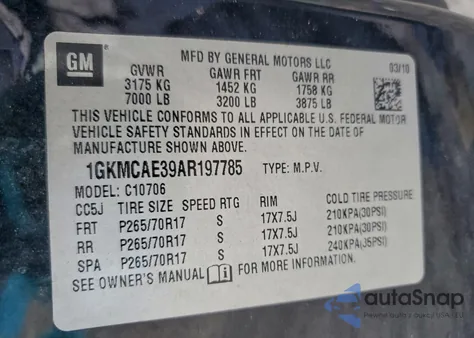 GM
MFD BY GENERAL MOTORS LLC
03/10
GVWR GAWR FRT GAWR RR
3175 KG 1452 KG 1758 KG
7000 LB 3200 LB 3875 LB
THIS VEHICLE CONFORMS TO ALL APPLICABLE U.S. FEDERAL MOTOR
VEHICLE SAFETY STANDARDS IN EFFECT ON THE DATE OF
MANUFACTURE SHOWN ABOVE.
1GKMCAE39AR197785 TYPE: M.P.V.
MODEL: C10706
CC5J TIRE SIZE SPEED RTG RIM COLD TIRE PRESSURE
FRT P265/70R17 S 17X7.5J 210KPA(30PSI)
RR P265/70R17 S 17X7.5J 210KPA(30PSI)
SPA P265/70R17 S 17X7.5J 240KPA(35PSI)
SEE OWNER'S MANUAL FOR MORE INFORMATION.
autoSnap